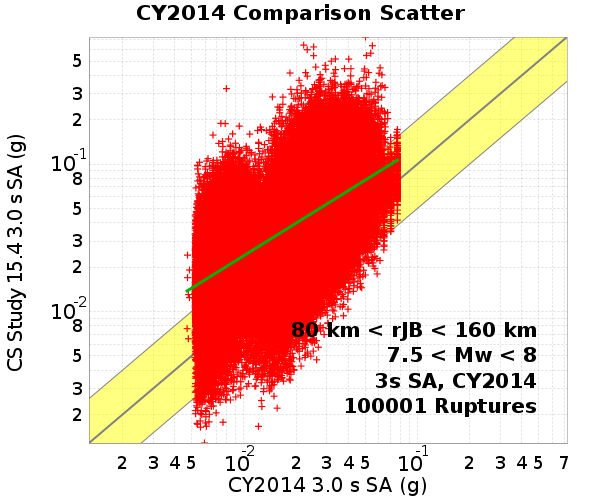 CY2014 Comparison Scatter
CS Study 15.4 3.0 s SA (g)
5
3
2
10-1
8
5
3
2
10-2
8
5
3
2
80 km < rJB < 160 km
7.5 < Mw < 8
3s SA, CY2014
100001 Ruptures
2 3 4 5 10-2 2 3 4 5 10-1 2 3 4 5 7
CY2014 3.0 s SA (g)